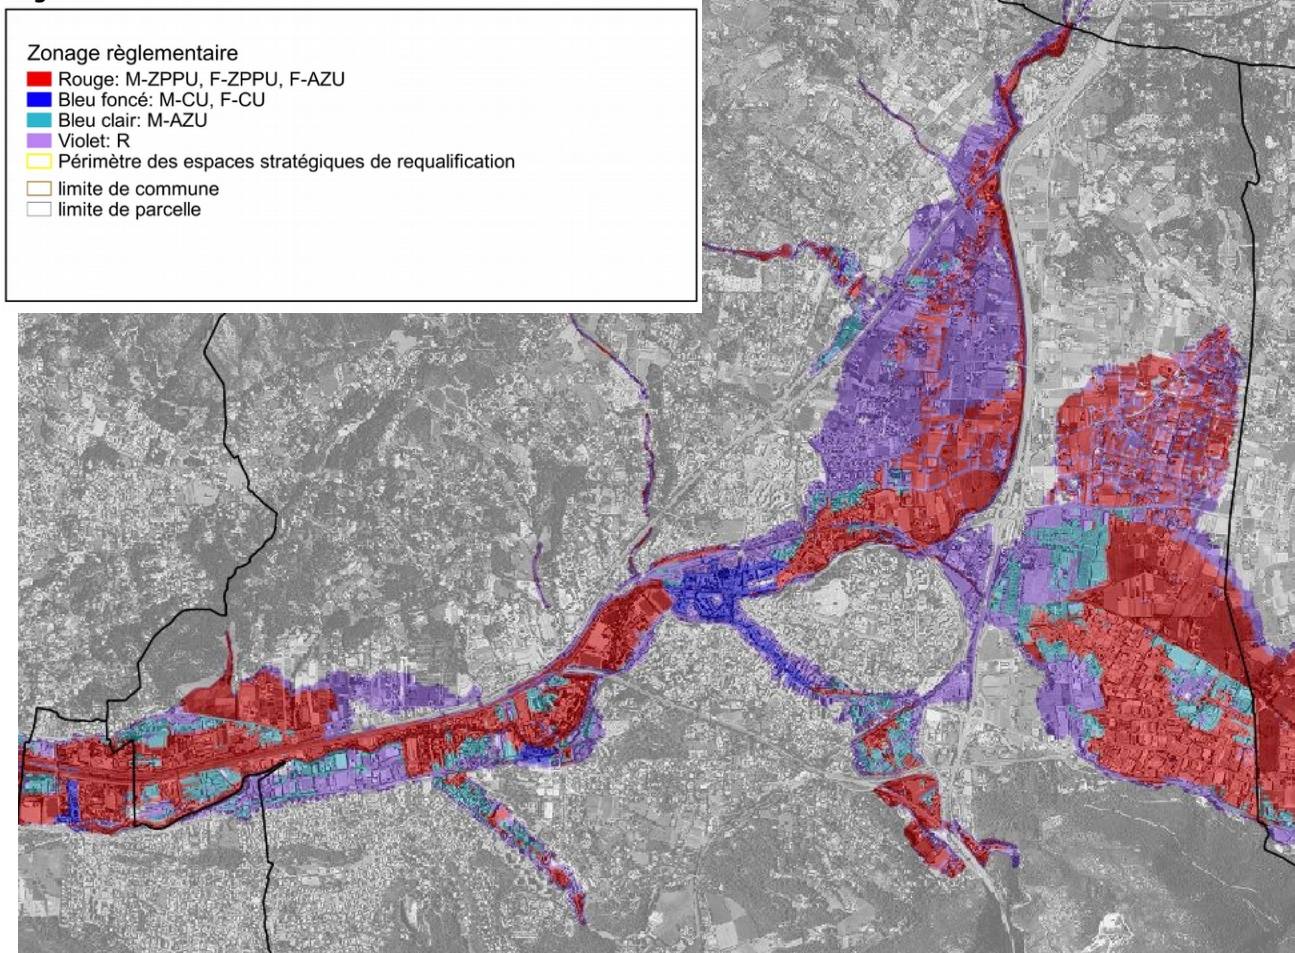 Zonage règlementaire
Rouge: M-ZPPU, F-ZPPU, F-AZU
Bleu foncé: M-CU, F-CU
Bleu clair: M-AZU
Violet: R
Périmètre des espaces stratégiques de requalification
limite de commune
limite de parcelle